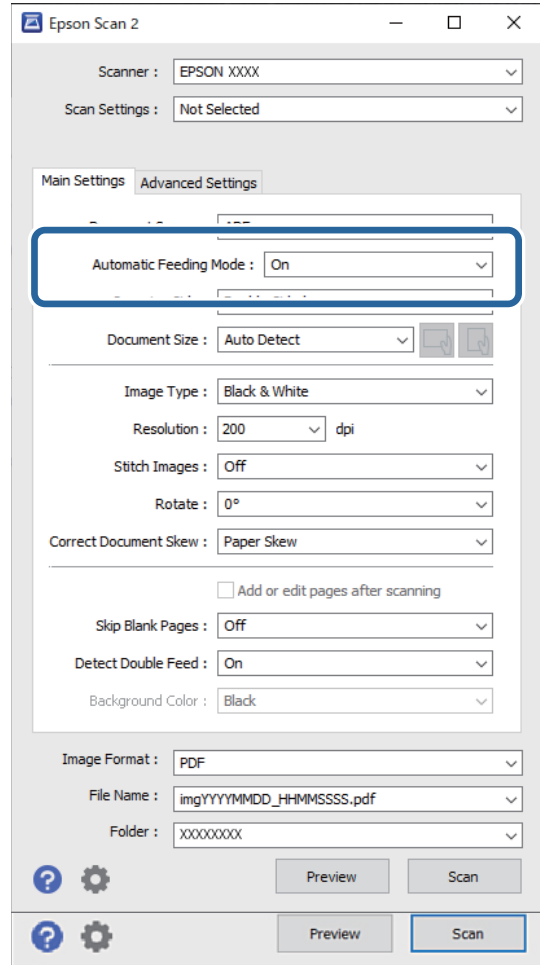 Epson Scan 2
Scanner : EPSON XXXX
Scan Settings : Not Selected
Main Settings Advanced Settings
Automatic Feeding Mode : On
Document Size : Auto Detect
Image Type : Black & White
Resolution : 200 dpi
Stitch Images : Off
Rotate : 0°
Correct Document Skew : Paper Skew
Add or edit pages after scanning
Skip Blank Pages : Off
Detect Double Feed : On
Background Color : Black
Image Format : PDF
File Name : imgYYYYMMDD_HHMMSSSS.pdf
Folder : XXXXXXXX
? Preview Scan
? Preview Scan